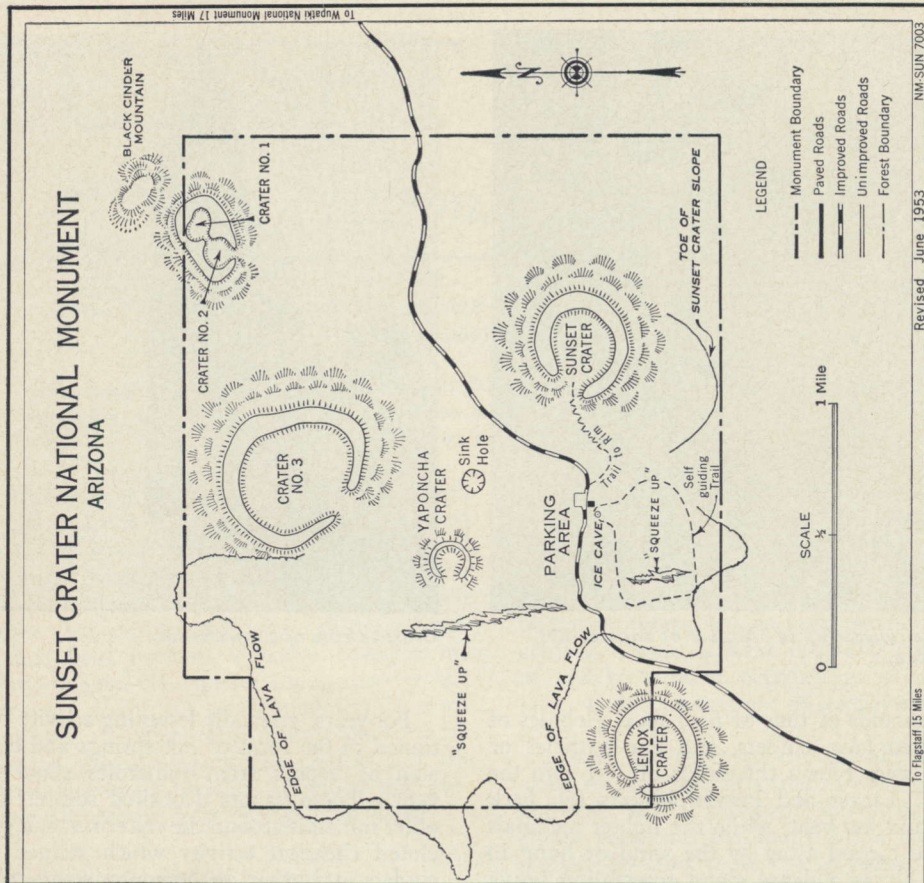 SUNSET CRATER NATIONAL MONUMENT
ARIZONA
To Wupatki National Monument 17 Miles
BLACK CINDER
MOUNTAIN
CRATER NO. 1
CRATER NO. 2
CRATER
NO. 3
YAPONCHA
CRATER
Sink
Hole
N
EDGE OF LAVA FLOW
"SQUEEZE UP"
EDGE OF LAVA FLOW
LENOX
CRATER
PARKING
AREA
ICE CAVE
Trail to Rim
SUNSET
CRATER
"SQUEEZE UP"
Self
guiding
Trail
TOE OF
SUNSET CRATER SLOPE
LEGEND
Monument Boundary
Paved Roads
Improved Roads
Unimproved Roads
Forest Boundary
SCALE
0 ½ 1 Mile
To Flagstaff 15 Miles
Revised June 1953
NM-SUN 7003